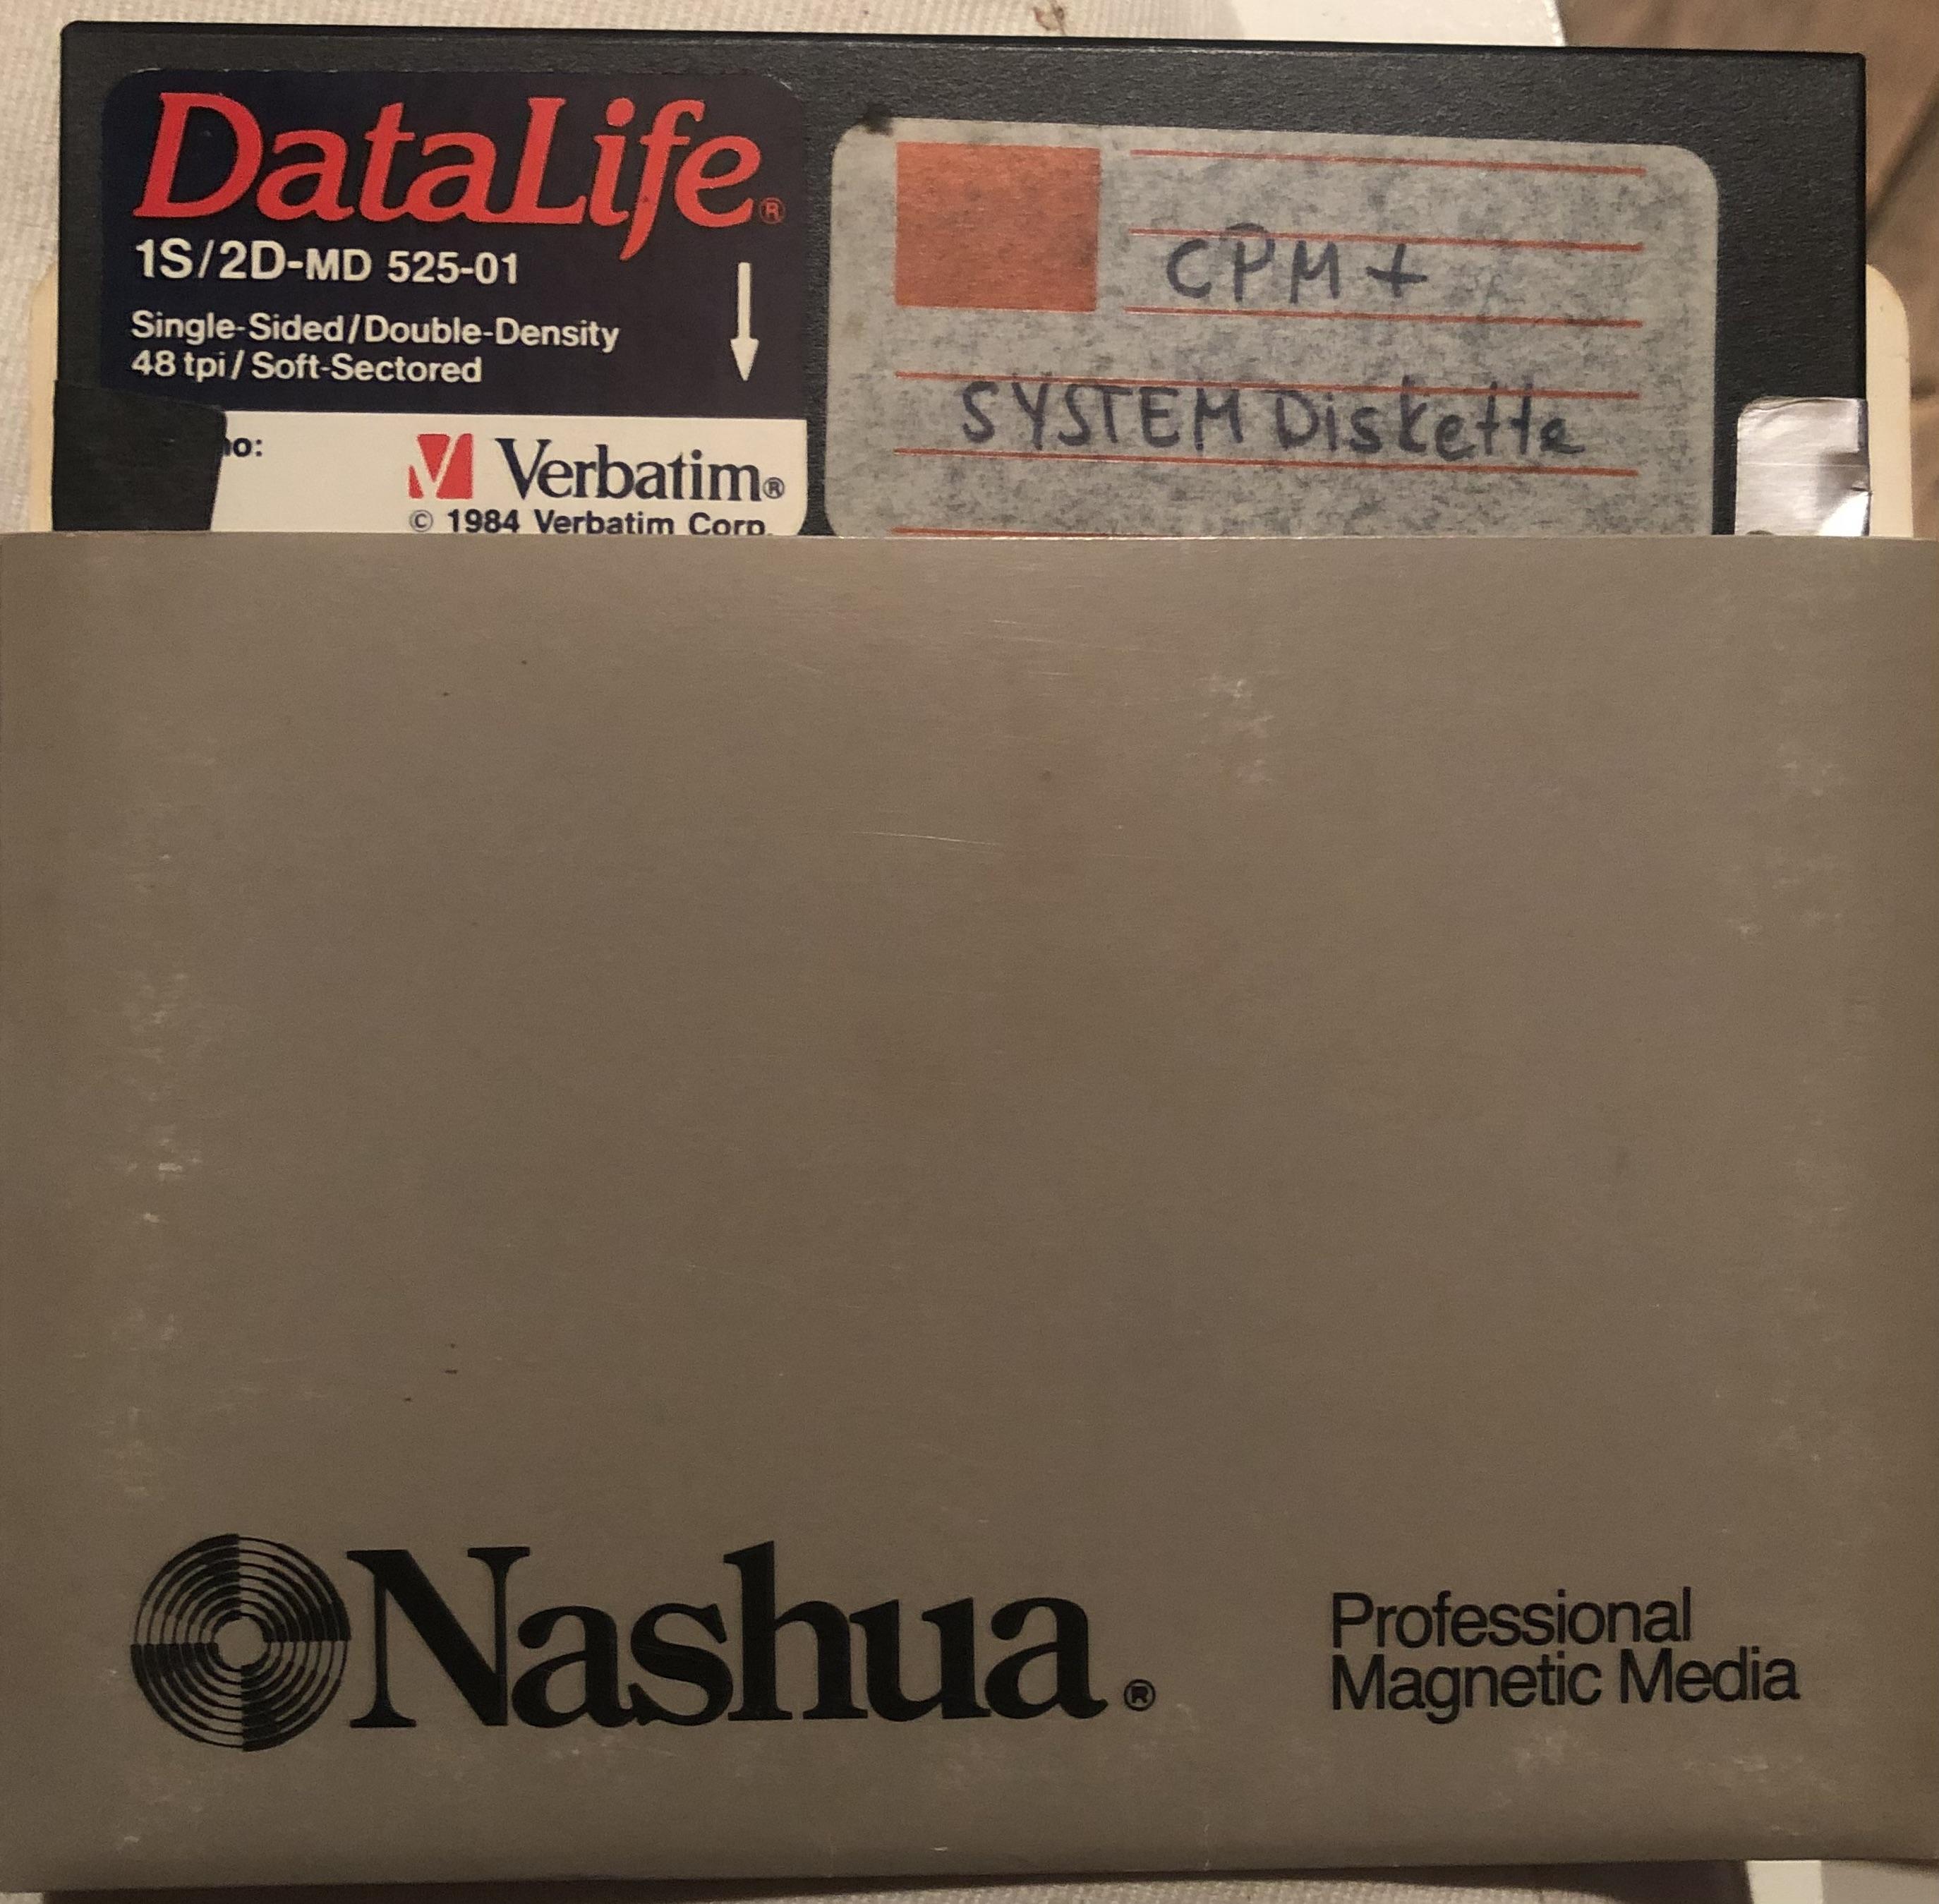 DataLife®
1S/2D-MD 525-01
Single-Sided/Double-Density
48 tpi/Soft-Sectored
Verbatim®
© 1984 Verbatim Corp.
CPM +
SYSTEM Diskette
Nashua®
Professional
Magnetic Media